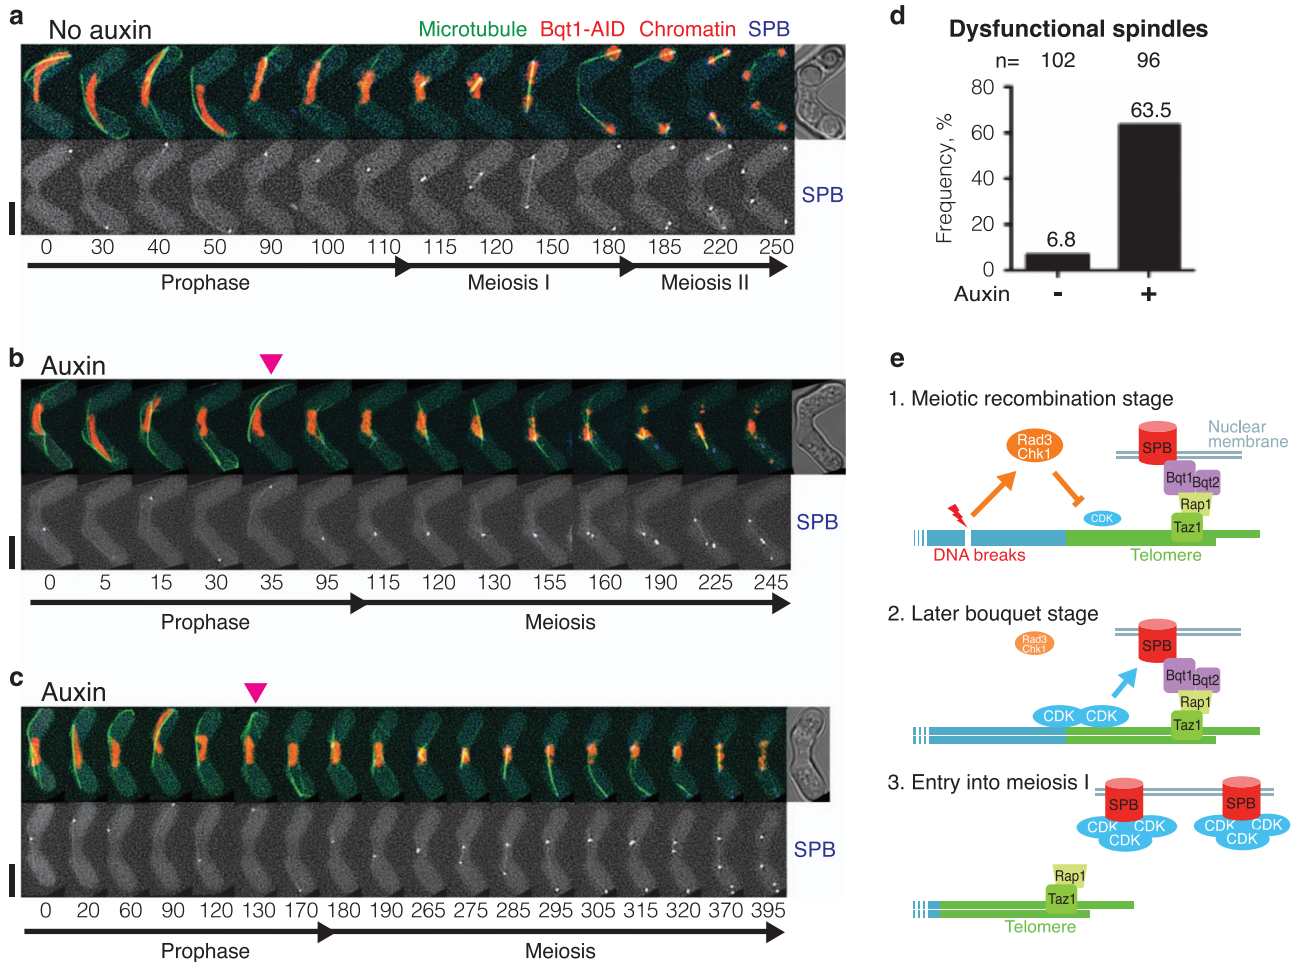 a
No auxin
Microtubule Bqt1-AID Chromatin SPB
SPB
0 30 40 50 90 100 110 115 120 150 180 185 220 250
Prophase Meiosis I Meiosis II
b
Auxin
SPB
0 5 15 30 35 95 115 120 130 155 160 190 225 245
Prophase Meiosis
c
Auxin
SPB
0 20 60 90 120 130 170 180 190 265 275 285 295 305 315 320 370 395
Prophase Meiosis
d
Dysfunctional spindles
n= 102 96
Frequency, %
80
60
40
20
0
6.8
63.5
Auxin - +
e
1. Meiotic recombination stage
Rad3
Chk1
SPB
Nuclear
membrane
Bqt1 Bqt2
Rap1
CDK
Taz1
DNA breaks
Telomere
2. Later bouquet stage
Rad3
Chk1
SPB
Bqt1 Bqt2
Rap1
CDK CDK
Taz1
3. Entry into meiosis I
SPB SPB
CDK CDK CDK CDK
CDK CDK
Rap1
Taz1
Telomere